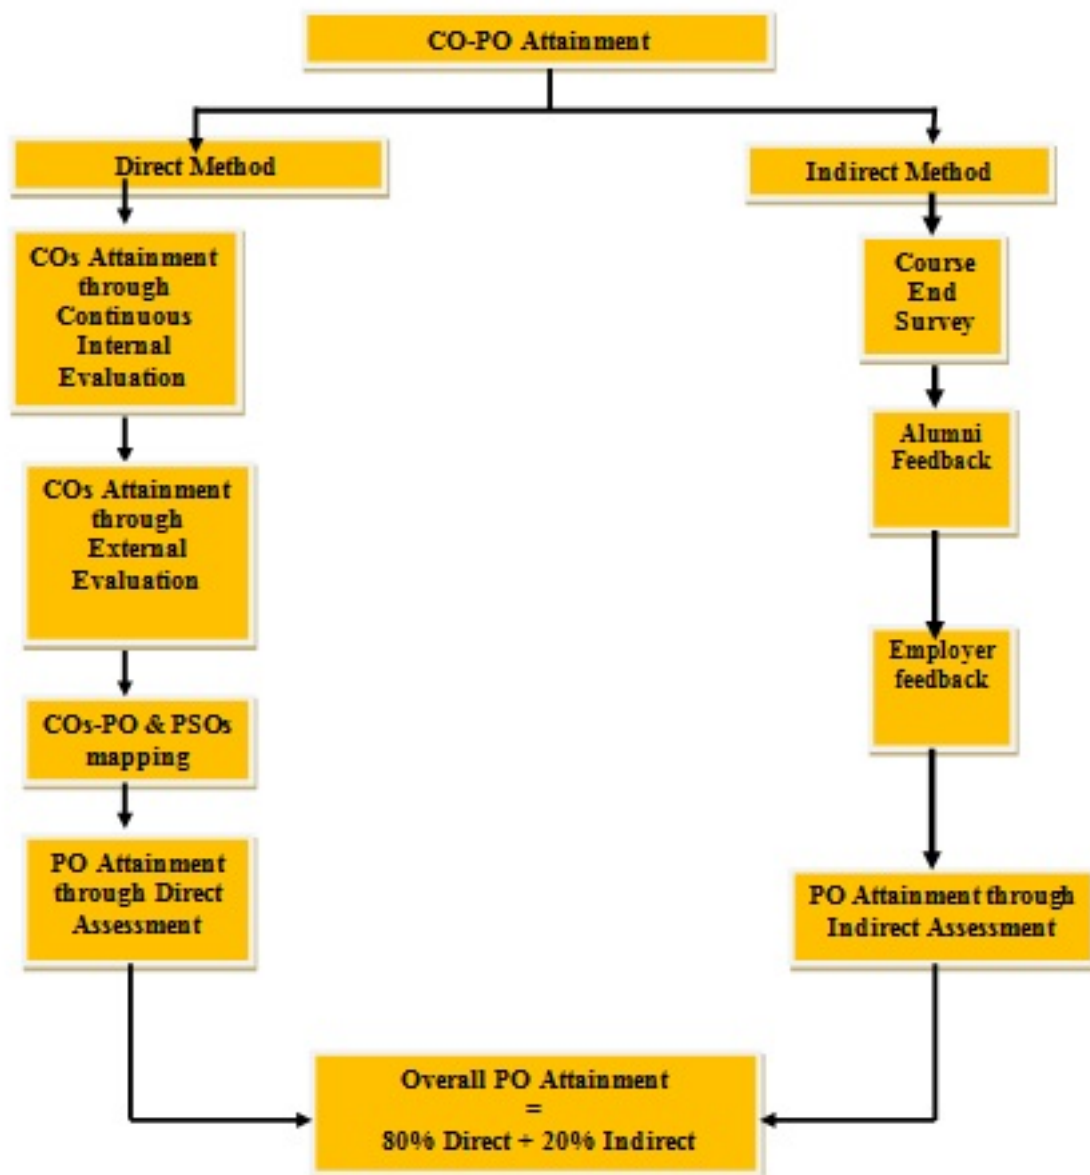 CO-PO Attainment
Direct Method
COs Attainment
through
Continuous
Internal
Evaluation
COs Attainment
through
External
Evaluation
COs-PO & PSOs
mapping
PO Attainment
through Direct
Assessment
Indirect Method
Course
End
Survey
Alumni
Feedback
Employer
feedback
PO Attainment through
Indirect Assessment
Overall PO Attainment
=
80% Direct + 20% Indirect